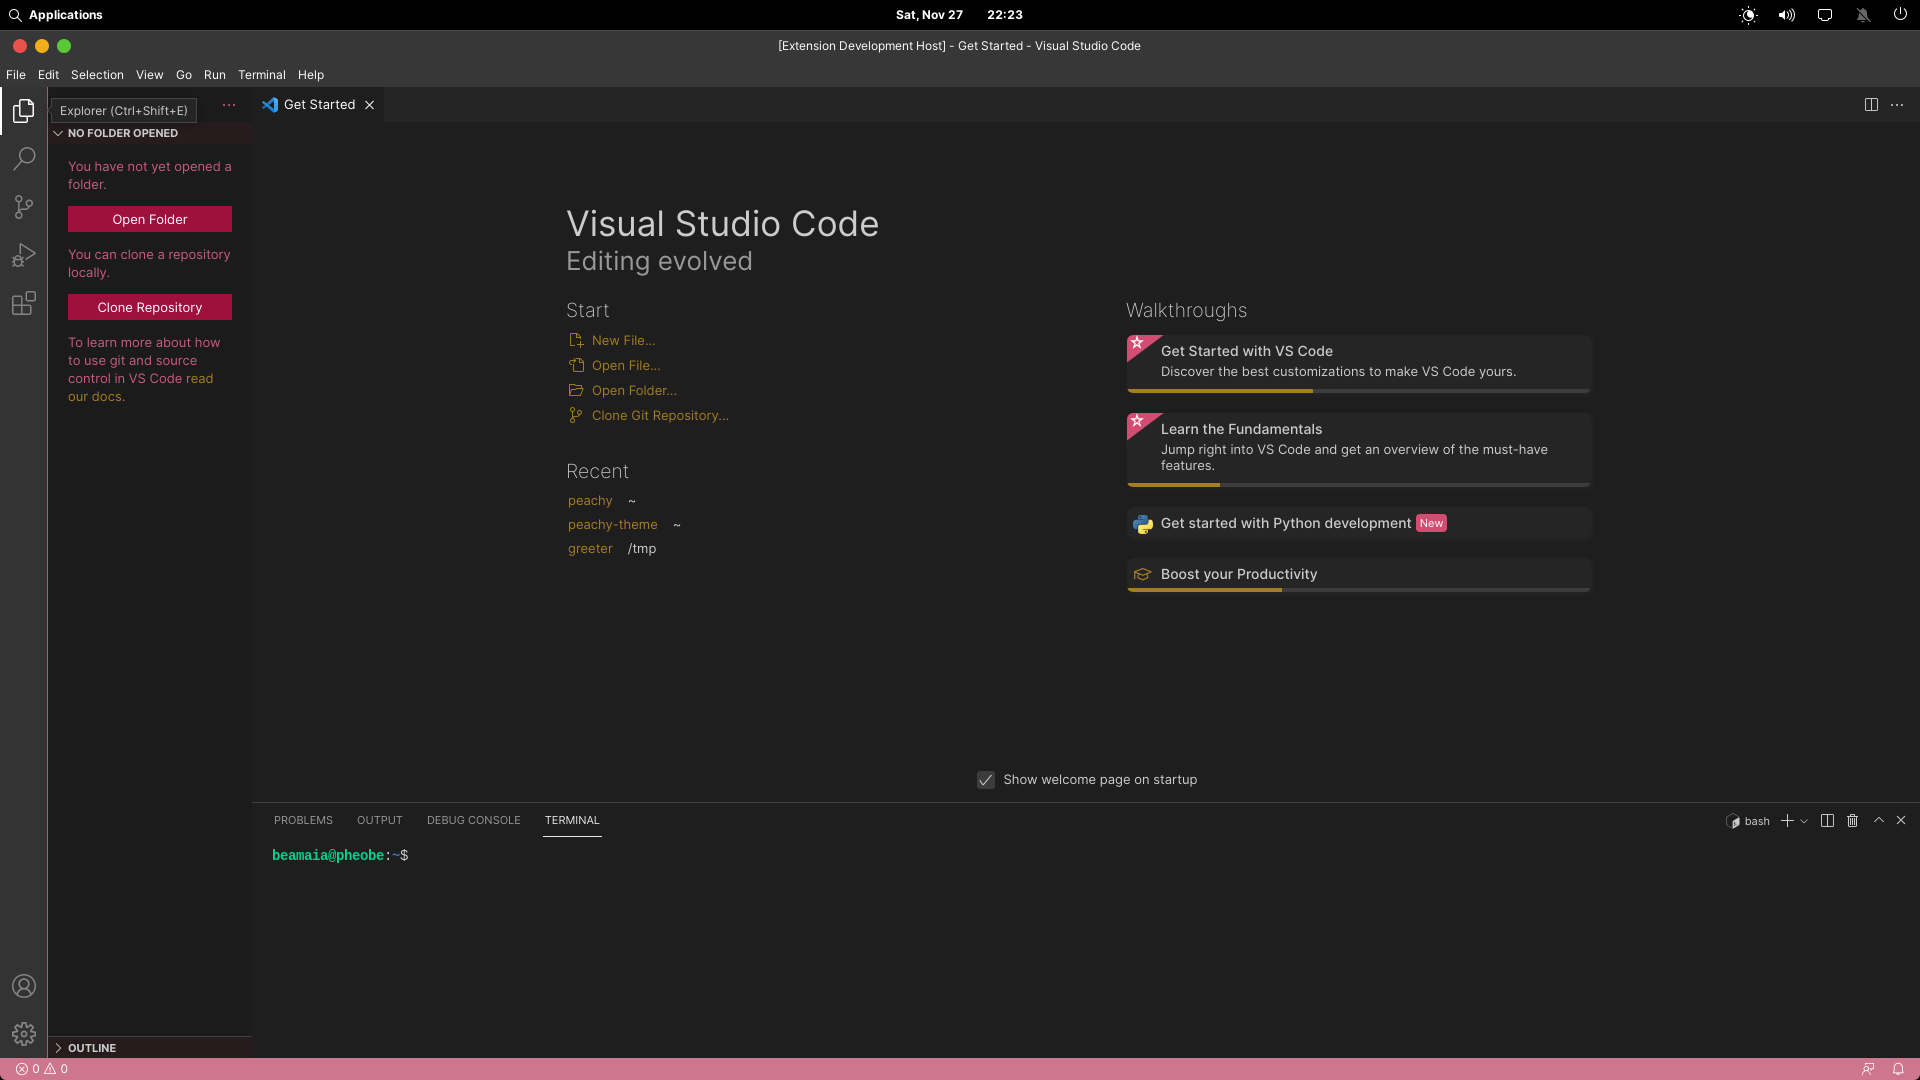 Applications
Sat, Nov 27 22:23
[Extension Development Host] - Get Started - Visual Studio Code
File Edit Selection View Go Run Terminal Help
Explorer (Ctrl+Shift+E)
Get Started
NO FOLDER OPENED
You have not yet opened a
folder.
Open Folder
You can clone a repository
locally.
Clone Repository
To learn more about how
to use git and source
control in VS Code read
our docs.
OUTLINE
Visual Studio Code
Editing evolved
Start
New File...
Open File...
Open Folder...
Clone Git Repository...
Recent
peachy ~
peachy-theme ~
greeter /tmp
Walkthroughs
Get Started with VS Code
Discover the best customizations to make VS Code yours.
Learn the Fundamentals
Jump right into VS Code and get an overview of the must-have
features.
Get started with Python development New
Boost your Productivity
Show welcome page on startup
PROBLEMS OUTPUT DEBUG CONSOLE TERMINAL
bash
beamaia@pheobe:~$
0 0